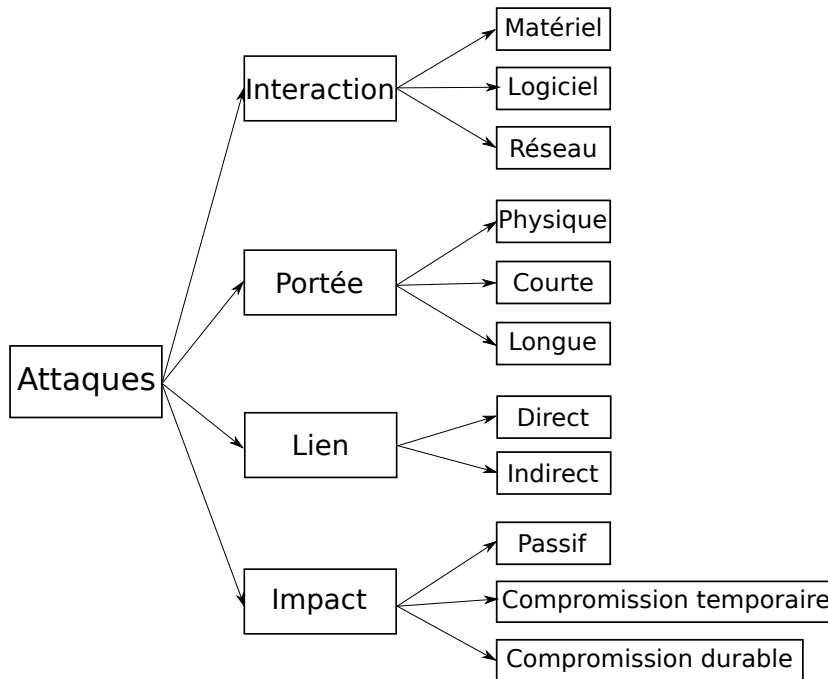 Attaques
Interaction
Matériel
Logiciel
Réseau
Portée
Physique
Courte
Longue
Lien
Direct
Indirect
Impact
Passif
Compromission temporaire
Compromission durable